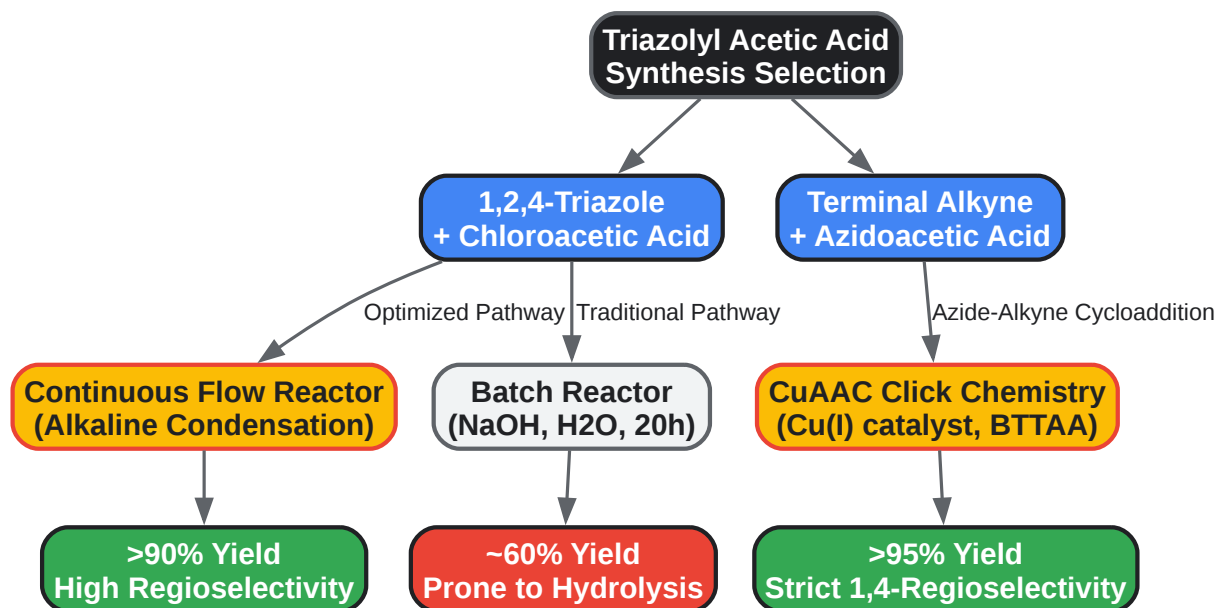 Triazolyl Acetic Acid
Synthesis Selection
1,2,4-Triazole
+ Chloroacetic Acid
Terminal Alkyne
+ Azidoacetic Acid
Optimized Pathway
Traditional Pathway
Azide-Alkyne Cycloaddition
Continuous Flow Reactor
(Alkaline Condensation)
Batch Reactor
(NaOH, H2O, 20h)
CuAAC Click Chemistry
(Cu(I) catalyst, BTTAA)
>90% Yield
High Regioselectivity
~60% Yield
Prone to Hydrolysis
>95% Yield
Strict 1,4-Regioselectivity